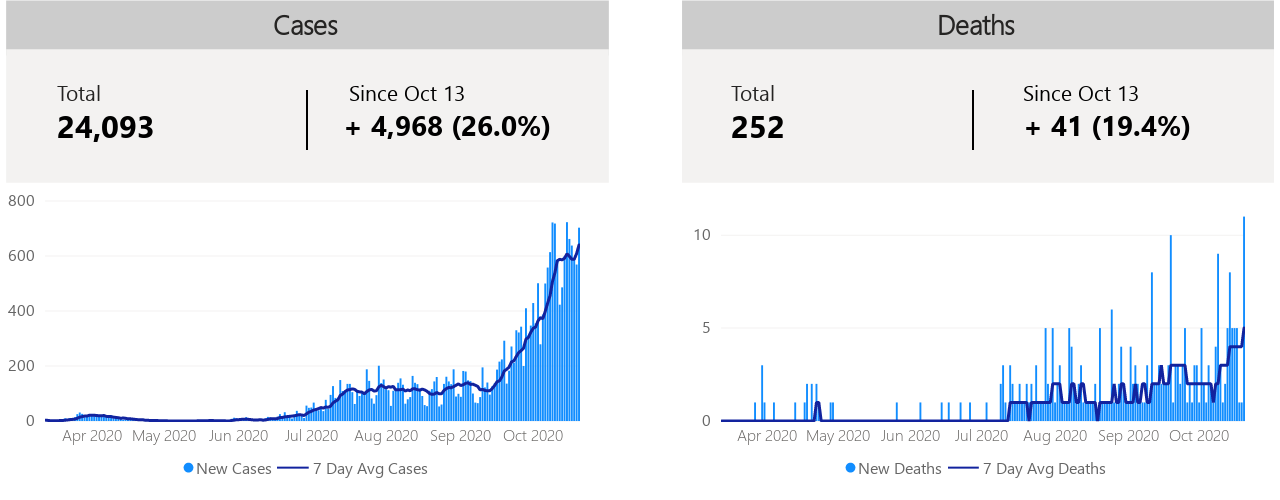 Cases
Total
24,093
Since Oct 13
+ 4,968 (26.0%)
800
600
400
200
0
Apr 2020 May 2020 Jun 2020 Jul 2020 Aug 2020 Sep 2020 Oct 2020
New Cases 7 Day Avg Cases
Deaths
Total
252
Since Oct 13
+ 41 (19.4%)
10
5
0
Apr 2020 May 2020 Jun 2020 Jul 2020 Aug 2020 Sep 2020 Oct 2020
New Deaths 7 Day Avg Deaths